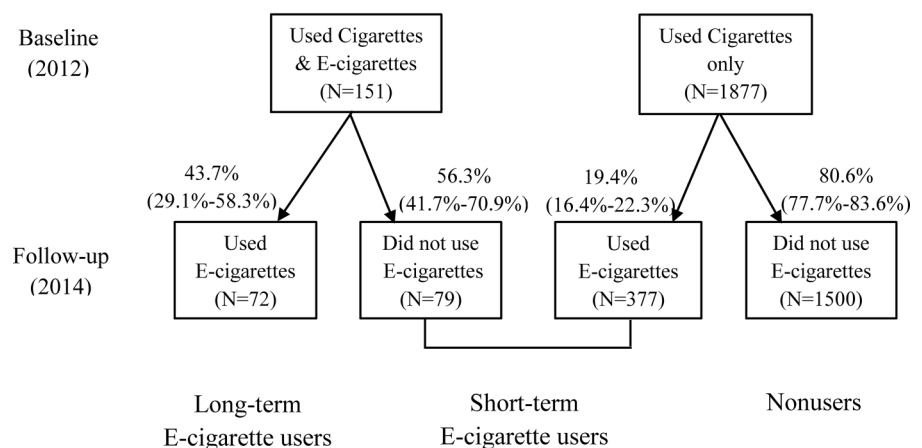 Baseline
(2012)
Used Cigarettes
& E-cigarettes
(N=151)
Used Cigarettes
only
(N=1877)
43.7%
(29.1%-58.3%)
56.3%
(41.7%-70.9%)
19.4%
(16.4%-22.3%)
80.6%
(77.7%-83.6%)
Follow-up
(2014)
Used
E-cigarettes
(N=72)
Did not use
E-cigarettes
(N=79)
Used
E-cigarettes
(N=377)
Did not use
E-cigarettes
(N=1500)
Long-term
E-cigarette users
Short-term
E-cigarette users
Nonusers